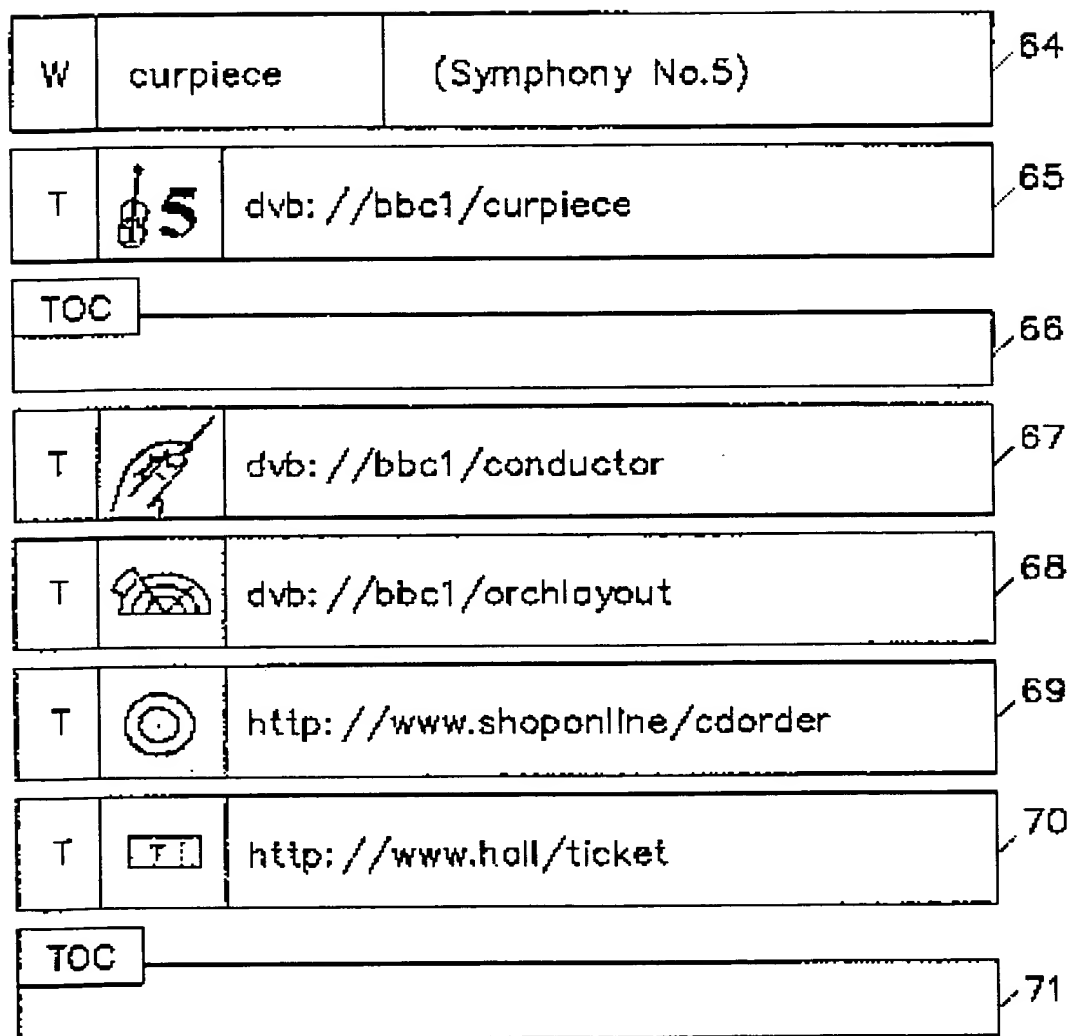 W curpiece (Symphony No.5) 64
T 5 dvb://bbc1/curpiece 65
TOC
66
T dvb://bbc1/conductor 67
T dvb://bbc1/orchlayout 68
T http://www.shoponline/cdorder 69
T T http://www.hall/ticket 70
TOC
71